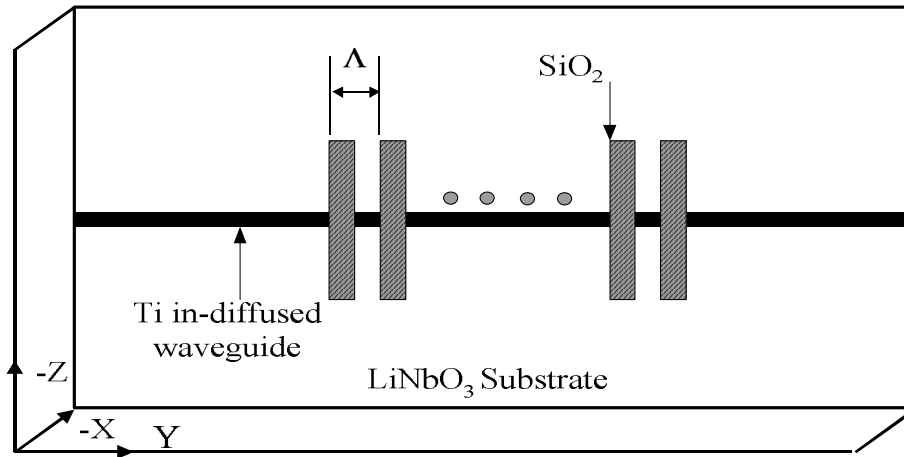 Λ
SiO₂
Ti in-diffused
waveguide
LiNbO₃ Substrate
-Z
-X
Y